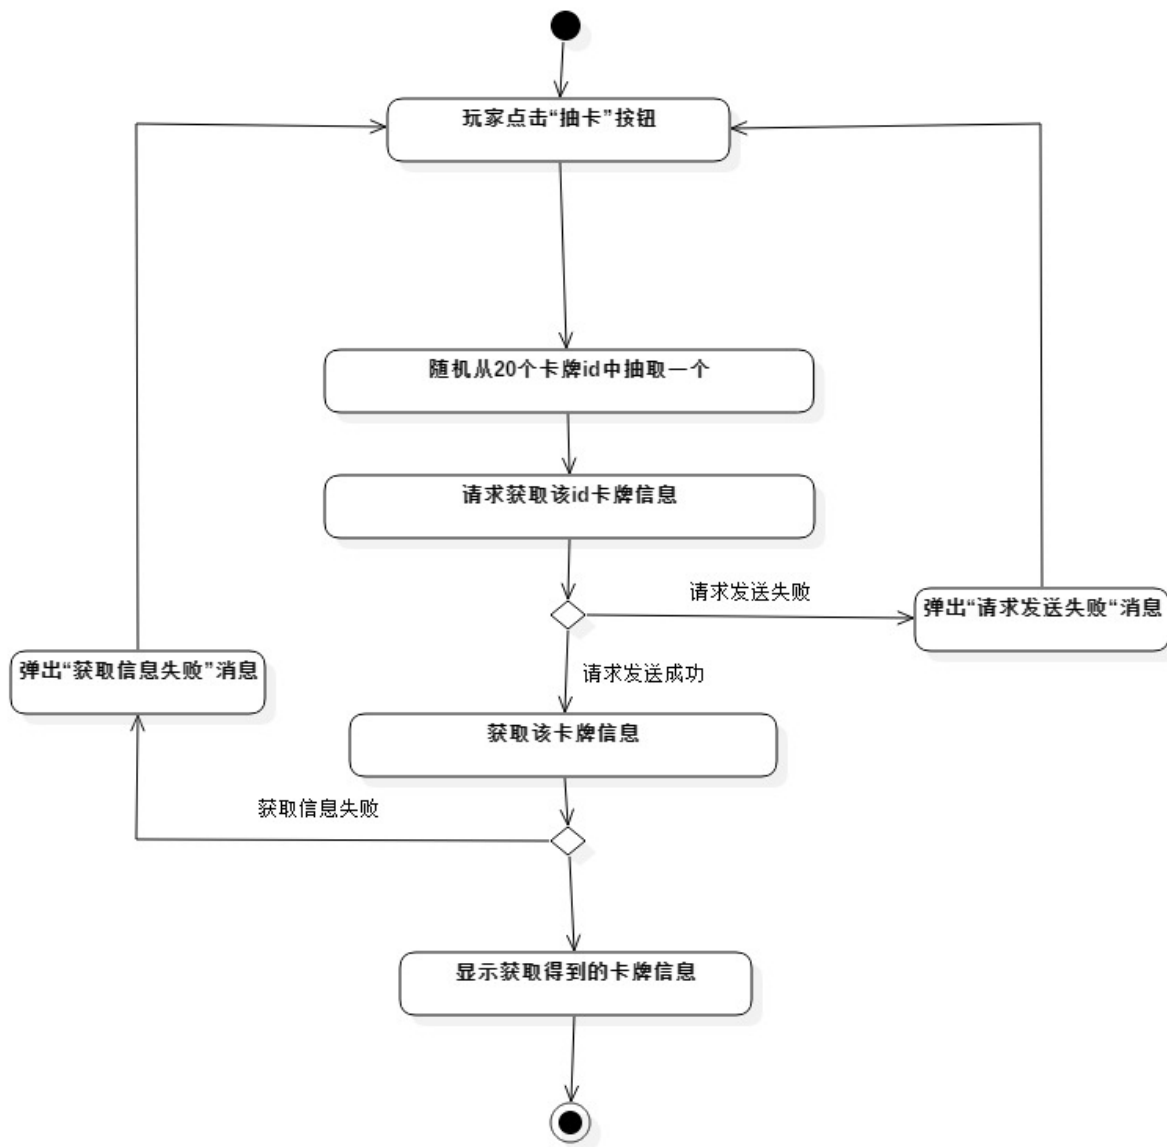 玩家点击“抽卡”按钮
随机从20个卡牌id中抽取一个
请求获取该id卡牌信息
请求发送失败
弹出“请求发送失败“消息
请求发送成功
弹出“获取信息失败”消息
获取该卡牌信息
获取信息失败
显示获取得到的卡牌信息